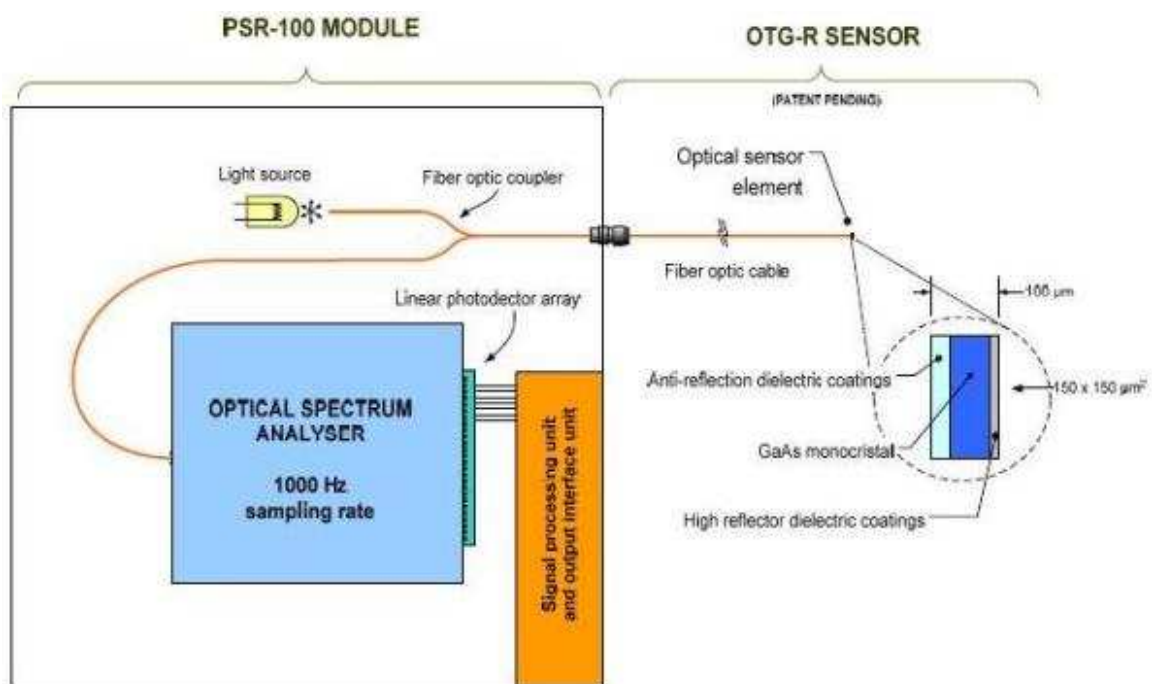 PSR-100 MODULE
OTG-R SENSOR
(PATENT PENDING)
Light source
Fiber optic coupler
Optical sensor
element
Fiber optic cable
Linear photodector array
100 µm
Anti-reflection dielectric coatings
150 x 150 µm²
GaAs monocristal
High reflector dielectric coatings
OPTICAL SPECTRUM
ANALYSER
1000 Hz
sampling rate
Signal processing unit
and output interface unit